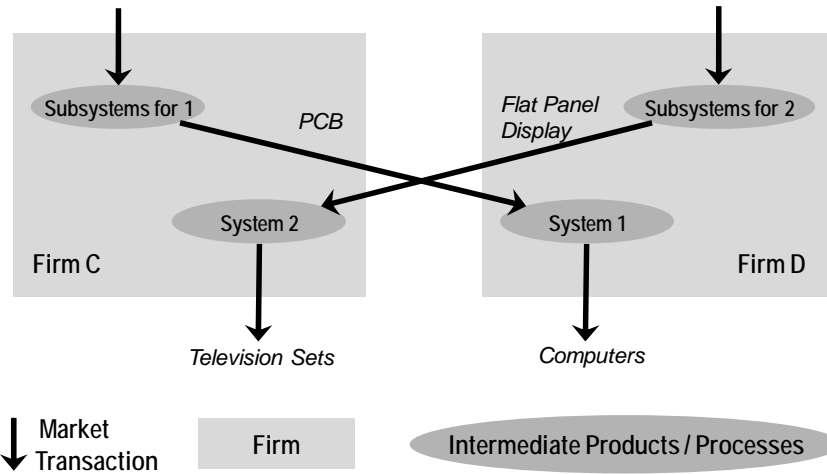 Subsystems for 1
PCB
Flat Panel
Display
Subsystems for 2
System 2
System 1
Firm C
Firm D
Television Sets
Computers
Market
Transaction
Firm
Intermediate Products / Processes